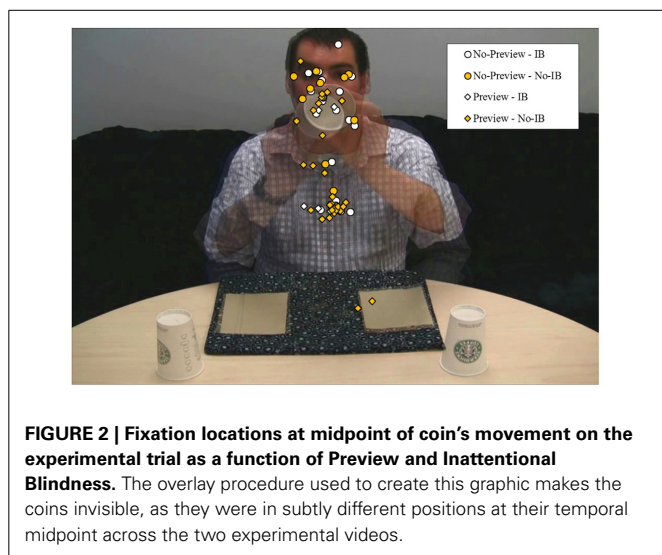 No-Preview - IB
No-Preview - No-IB
Preview - IB
Preview - No-IB
FIGURE 2 | Fixation locations at midpoint of coin's movement on the
experimental trial as a function of Preview and Inattentional
Blindness. The overlay procedure used to create this graphic makes the
coins invisible, as they were in subtly different positions at their temporal
midpoint across the two experimental videos.